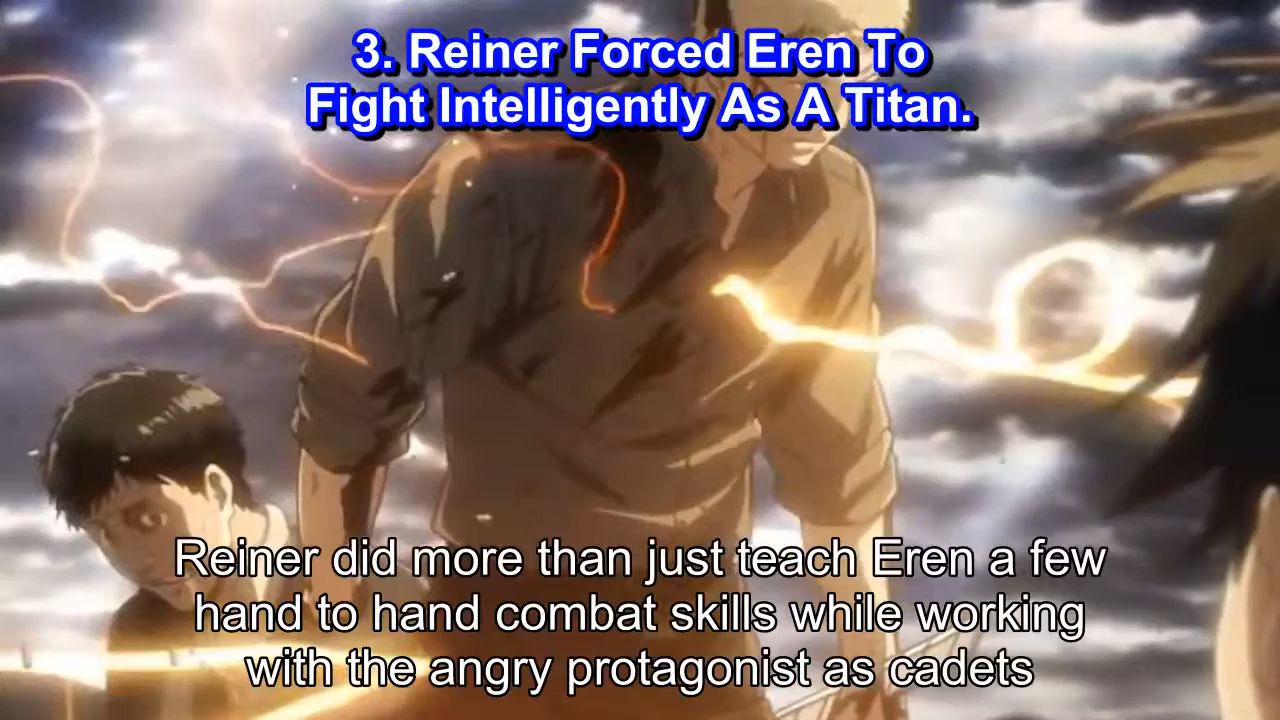 3. Reiner Forced Eren To
Fight Intelligently As A Titan.
Reiner did more than just teach Eren a few
hand to hand combat skills while working
with the angry protagonist as cadets